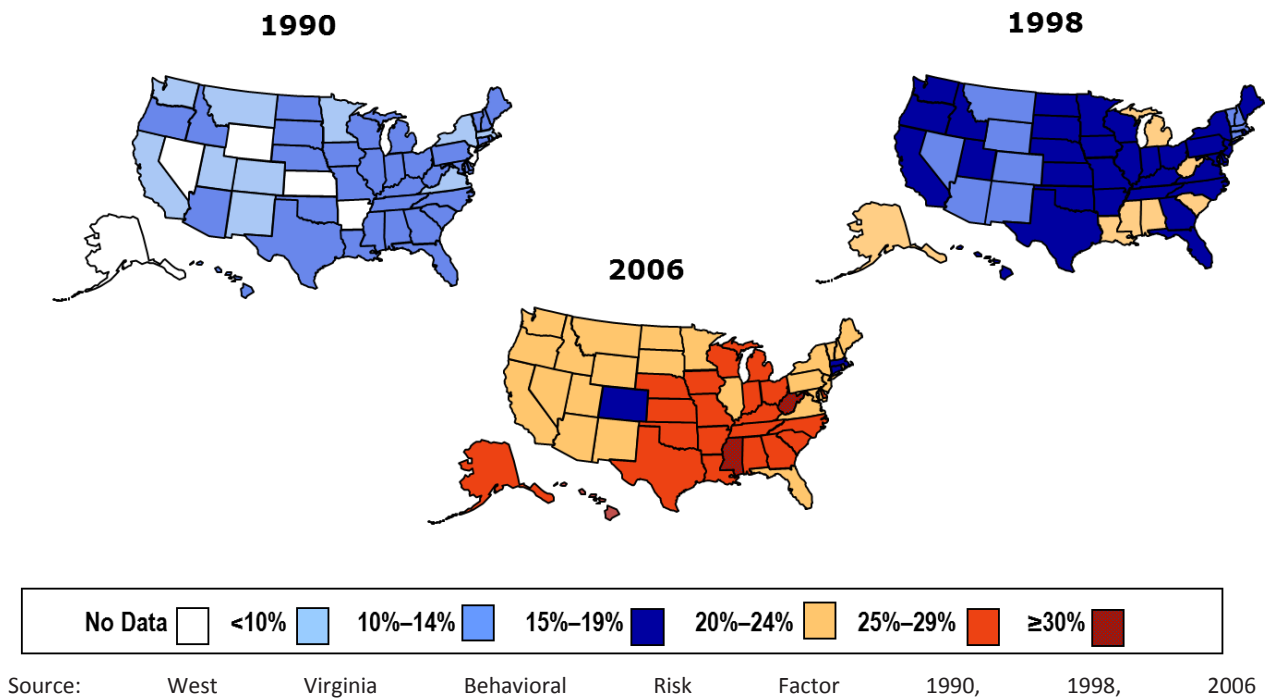 1990
1998
2006
No Data <10% 10%–14% 15%–19% 20%–24% 25%–29% ≥30%
Source: West Virginia Behavioral Risk Factor 1990, 1998, 2006